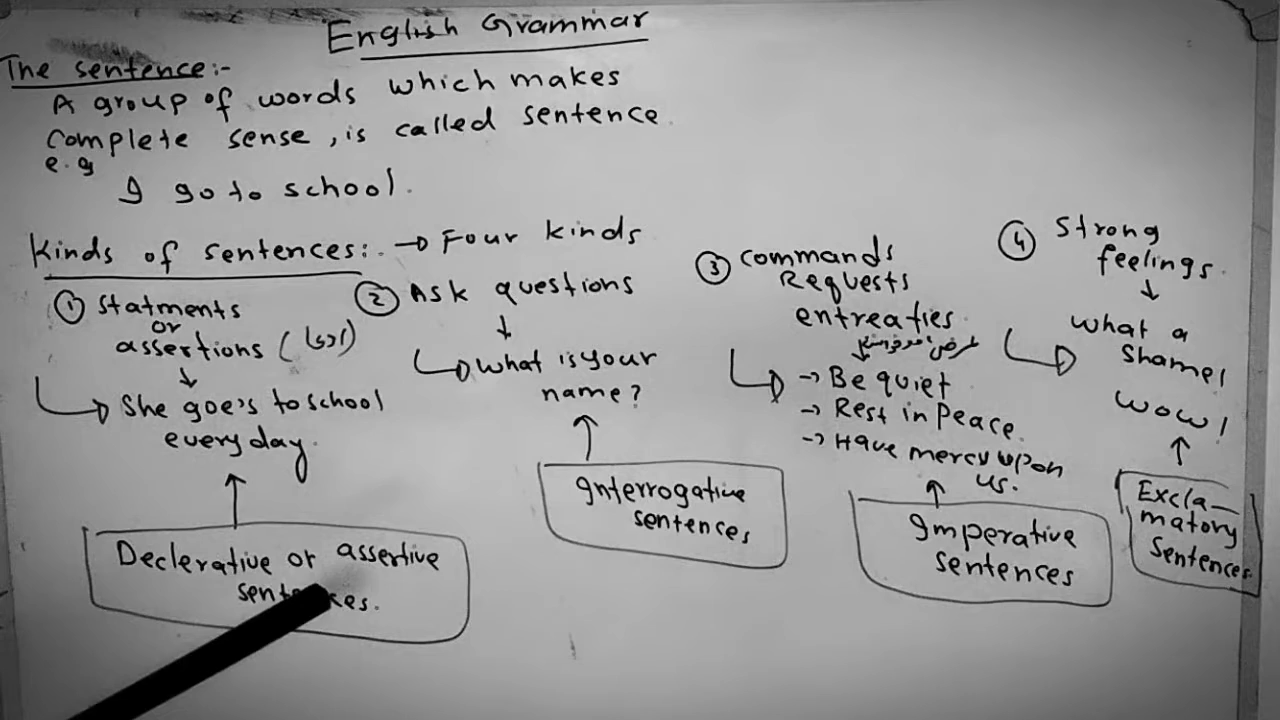 English Grammar
The sentence:-
A group of words which makes
complete sense, is called sentence.
e.g
I go to school.
Kinds of sentences:- → Four kinds
① Statments
or
assertions (دعوا)
She goe's to school
every day.
Declerative or assertive
sentences.
② Ask questions
What is your
name?
Interrogative
sentences
③ Commands
Requests
entreaties
→ Be quiet
→ Rest in Peace.
→ Have mercy upon
us.
Imperative
sentences
④ Strong
feelings.
What a
Shame!
Wow!
Excla-
matory
Sentences.